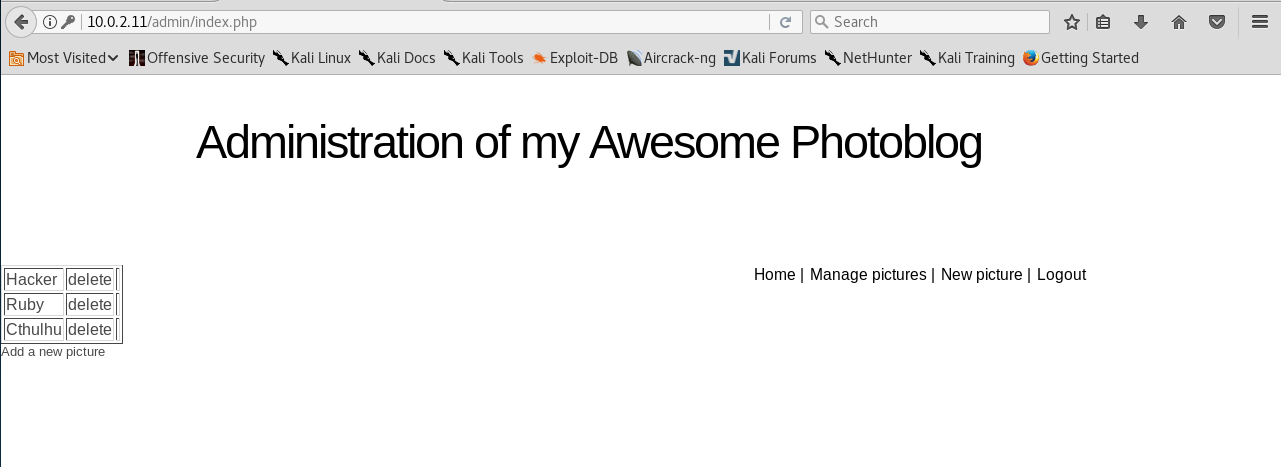 10.0.2.11/admin/index.php Search
Most Visited Offensive Security Kali Linux Kali Docs Kali Tools Exploit-DB Aircrack-ng Kali Forums NetHunter Kali Training Getting Started
Administration of my Awesome Photoblog
Home | Manage pictures | New picture | Logout
Hacker delete
Ruby delete
Cthulhu delete
Add a new picture